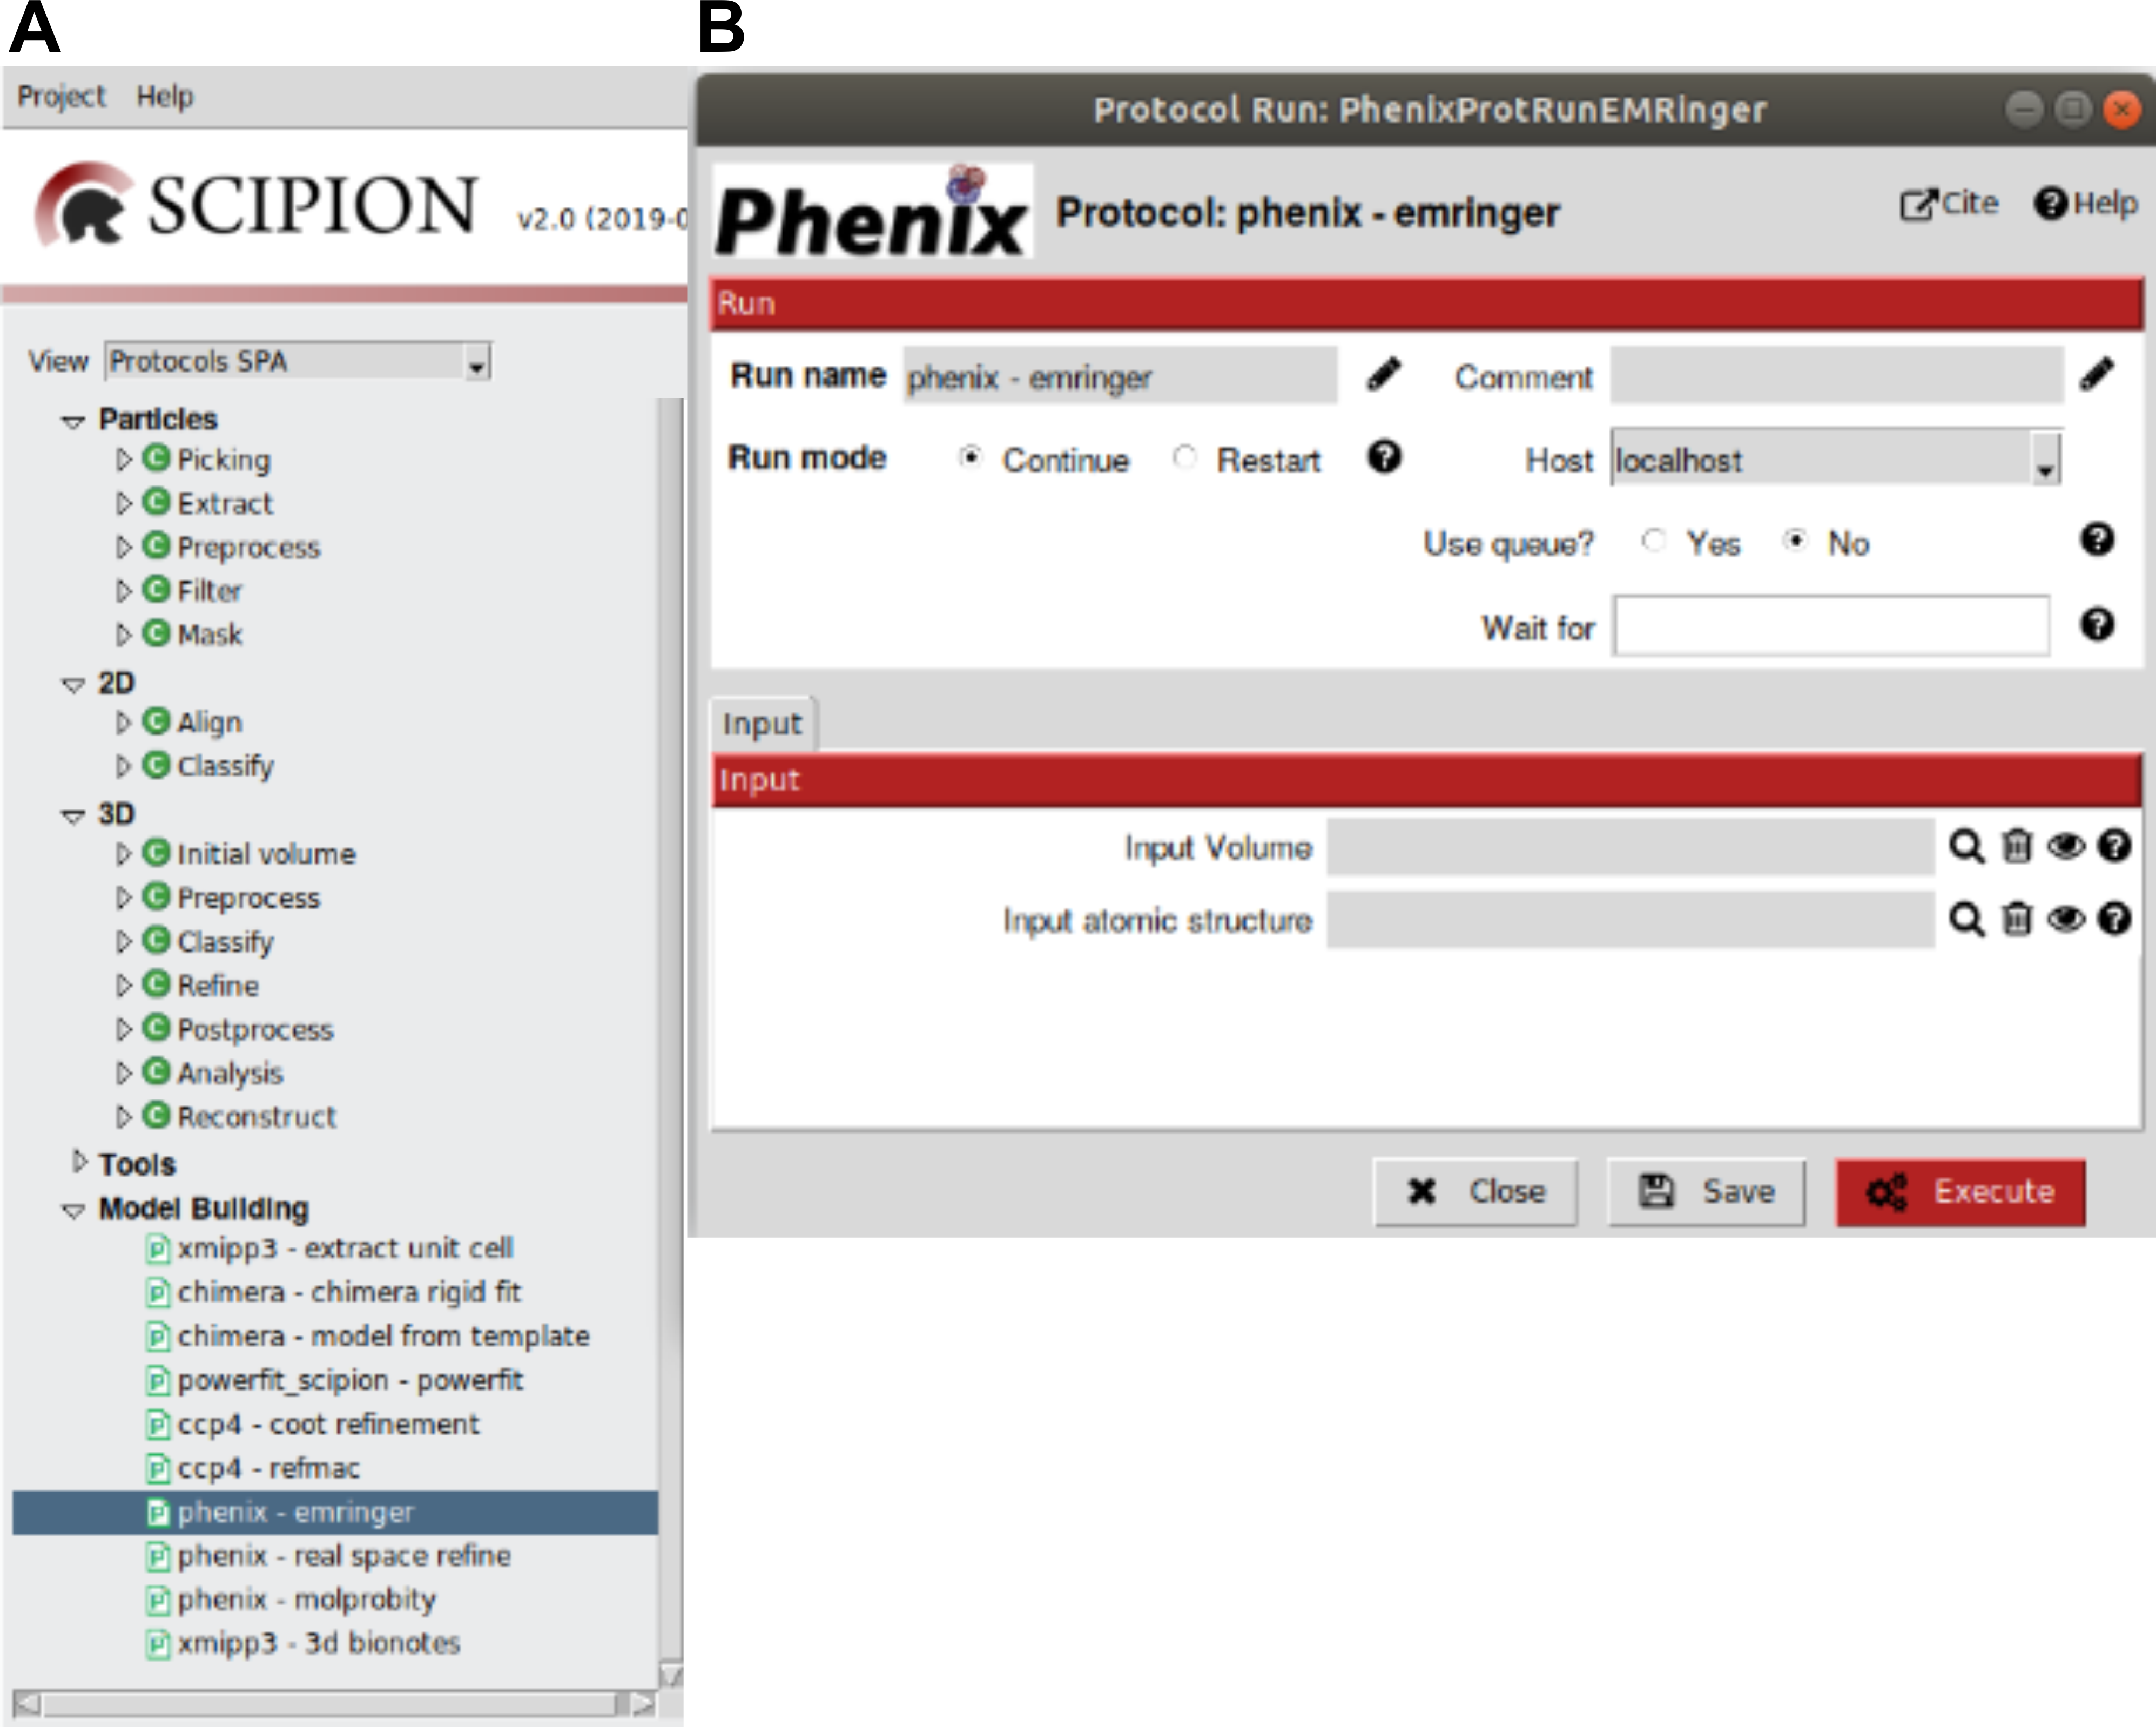 A
Project Help
SCIPION v2.0 (2019-0
View Protocols SPA
Particles
Picking
Extract
Preprocess
Filter
Mask
2D
Align
Classify
3D
Initial volume
Preprocess
Classify
Refine
Postprocess
Analysis
Reconstruct
Tools
Model Building
xmipp3 - extract unit cell
chimera - chimera rigid fit
chimera - model from template
powerfit_scipion - powerfit
ccp4 - coot refinement
ccp4 - refmac
phenix - emringer
phenix - real space refine
phenix - molprobity
xmipp3 - 3d bionotes
B
Protocol Run: PhenixProtRunEMRinger
Phenix Protocol: phenix - emringer Cite Help
Run
Run name phenix - emringer Comment
Run mode Continue Restart Host localhost
Use queue? Yes No
Wait for
Input
Input
Input Volume
Input atomic structure
Close Save Execute